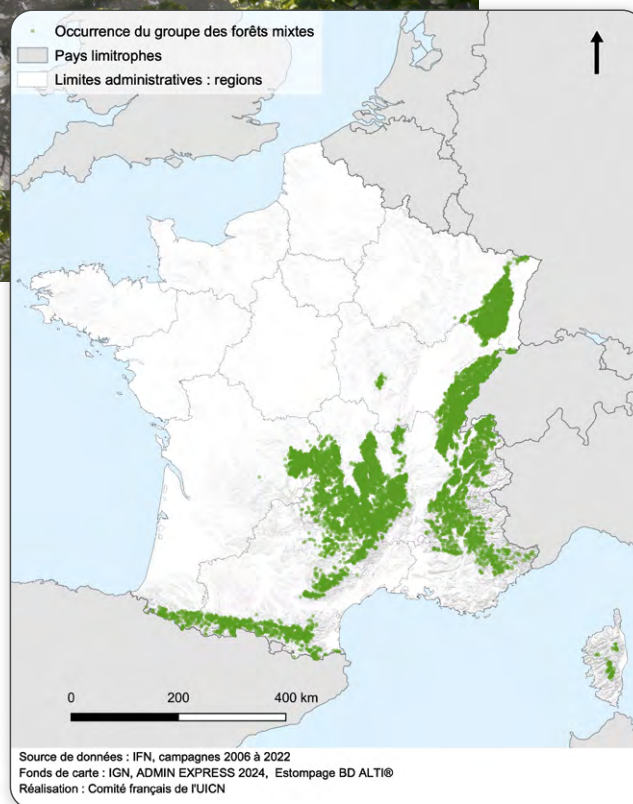 Occurrence du groupe des forêts mixtes
Pays limitrophes
Limites administratives : regions
0 200 400 km
Source de données : IFN, campagnes 2006 à 2022
Fonds de carte : IGN, ADMIN EXPRESS 2024, Estompage BD ALTI®
Réalisation : Comité français de l'UICN